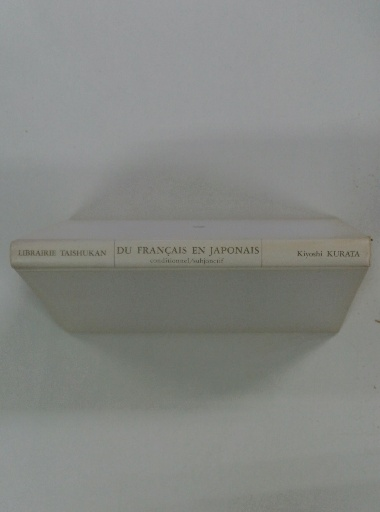 LIBRAIRIE TAISHUKAN
DU FRANÇAIS EN JAPONAIS
conditionnel/subjonctif
Kiyoshi KURATA